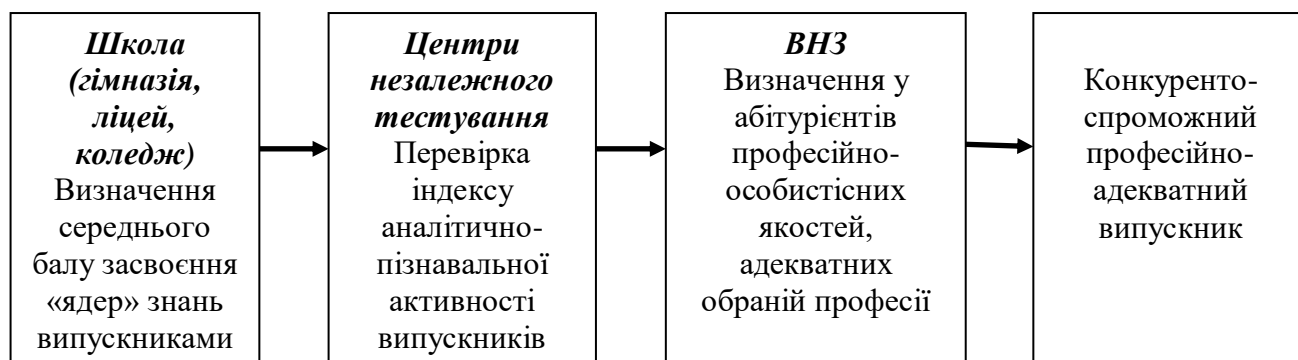 Школа
(гімназія,
ліцей,
коледж)
Визначення
середнього
балу засвоєння
«ядер» знань
випускниками
Центри
незалежного
тестування
Перевірка
індексу
аналітично-
пізнавальної
активності
випускників
ВНЗ
Визначення у
абітурієнтів
професійно-
особистісних
якостей,
адекватних
обраній професії
Конкуренто-
спроможний
професійно-
адекватний
випускник